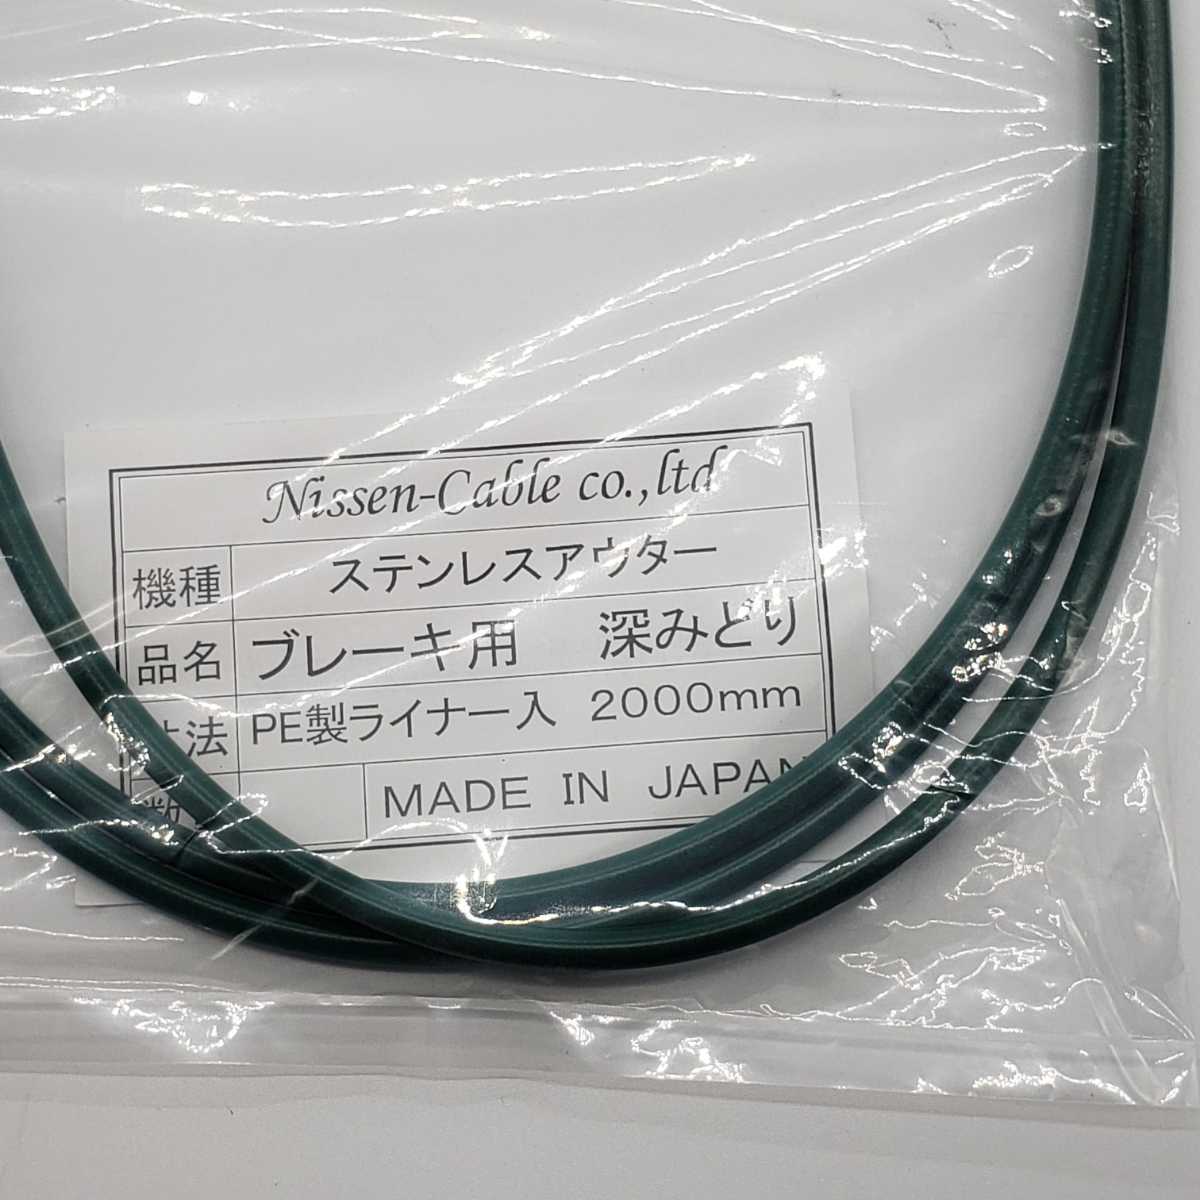 Nissen-Cable co.,ltd
機種 ステンレスアウター
品名 ブレーキ用 深みどり
寸法 PE製ライナー入 2000mm
数 MADE IN JAPAN